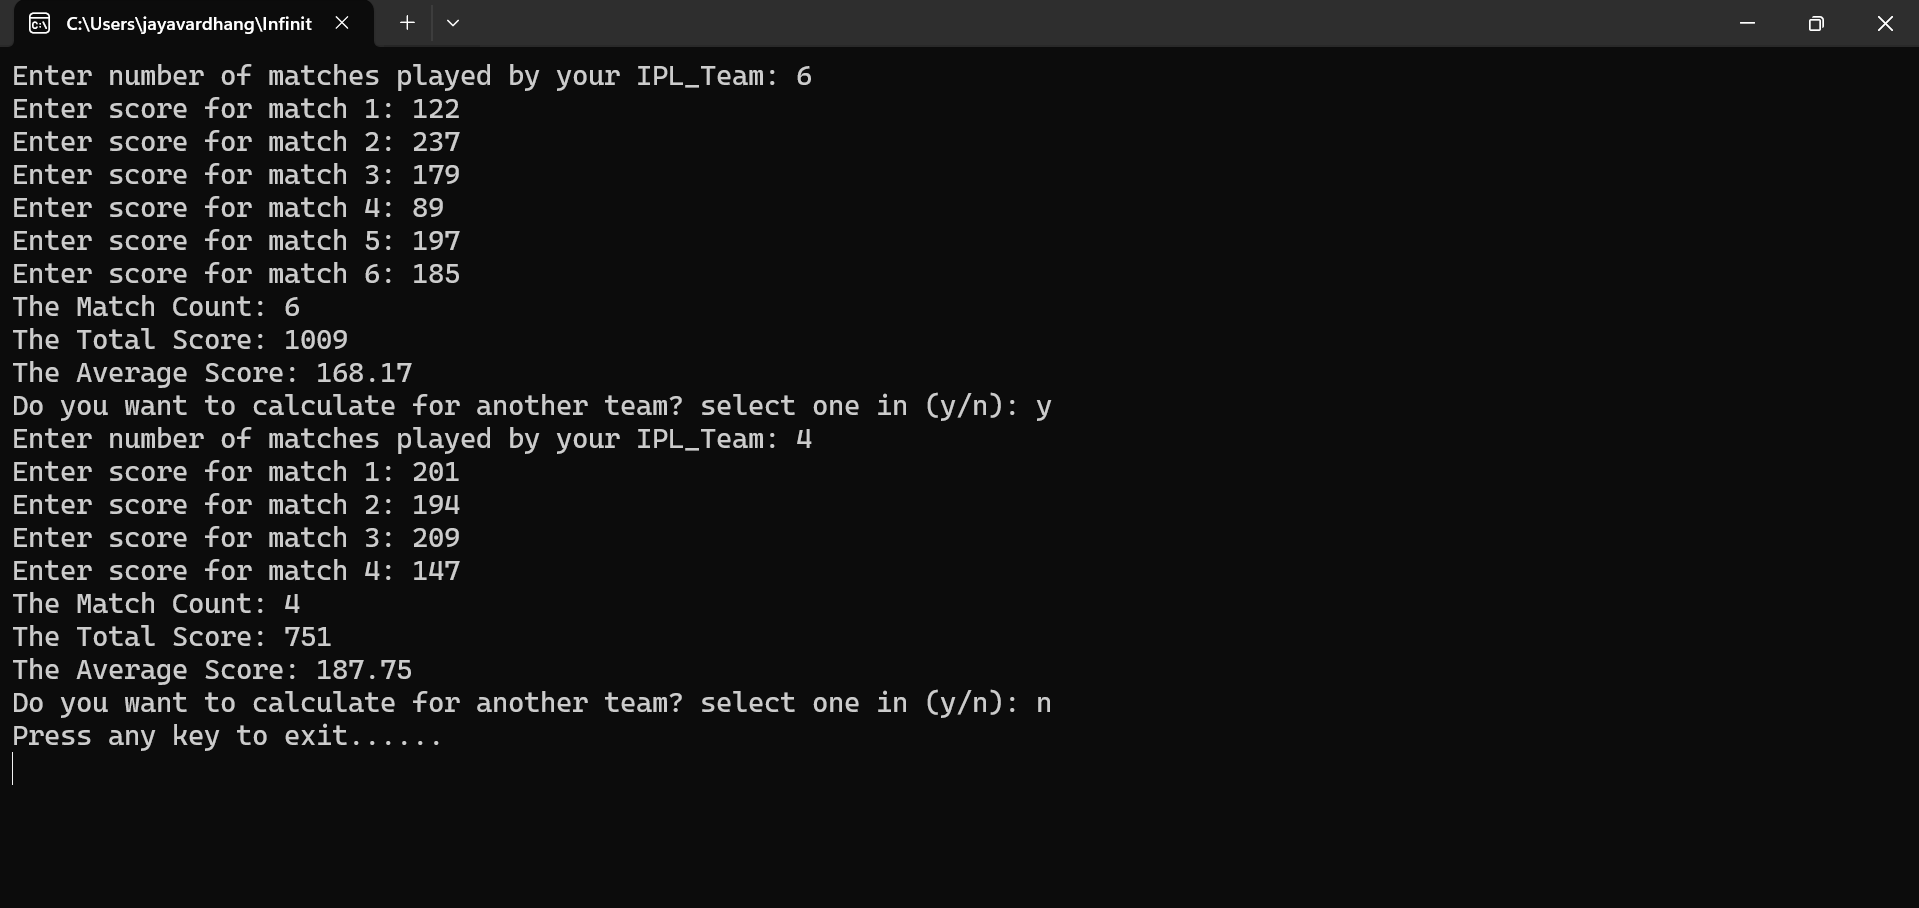 C:\Users\jayavardhang\Infinit
Enter number of matches played by your IPL_Team: 6
Enter score for match 1: 122
Enter score for match 2: 237
Enter score for match 3: 179
Enter score for match 4: 89
Enter score for match 5: 197
Enter score for match 6: 185
The Match Count: 6
The Total Score: 1009
The Average Score: 168.17
Do you want to calculate for another team? select one in (y/n): y
Enter number of matches played by your IPL_Team: 4
Enter score for match 1: 201
Enter score for match 2: 194
Enter score for match 3: 209
Enter score for match 4: 147
The Match Count: 4
The Total Score: 751
The Average Score: 187.75
Do you want to calculate for another team? select one in (y/n): n
Press any key to exit......